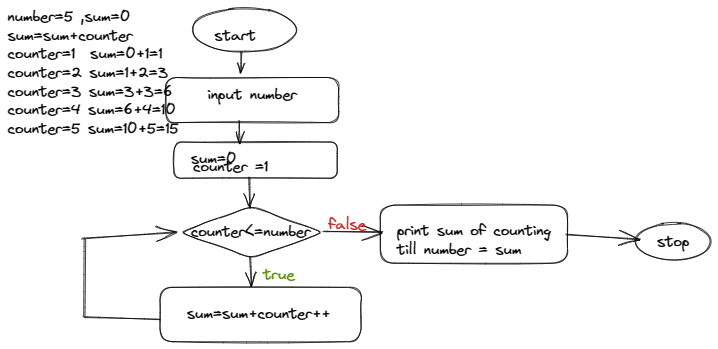 number=5 ,sum=0
sum=sum+counter
counter=1 sum=0+1=1
counter=2 sum=1+2=3
counter=3 sum=3+3=6
counter=4 sum=6+4=10
counter=5 sum=10+5=15
start
input number
sum=0
counter =1
counter<=number
false
print sum of counting
till number = sum
stop
true
sum=sum+counter++